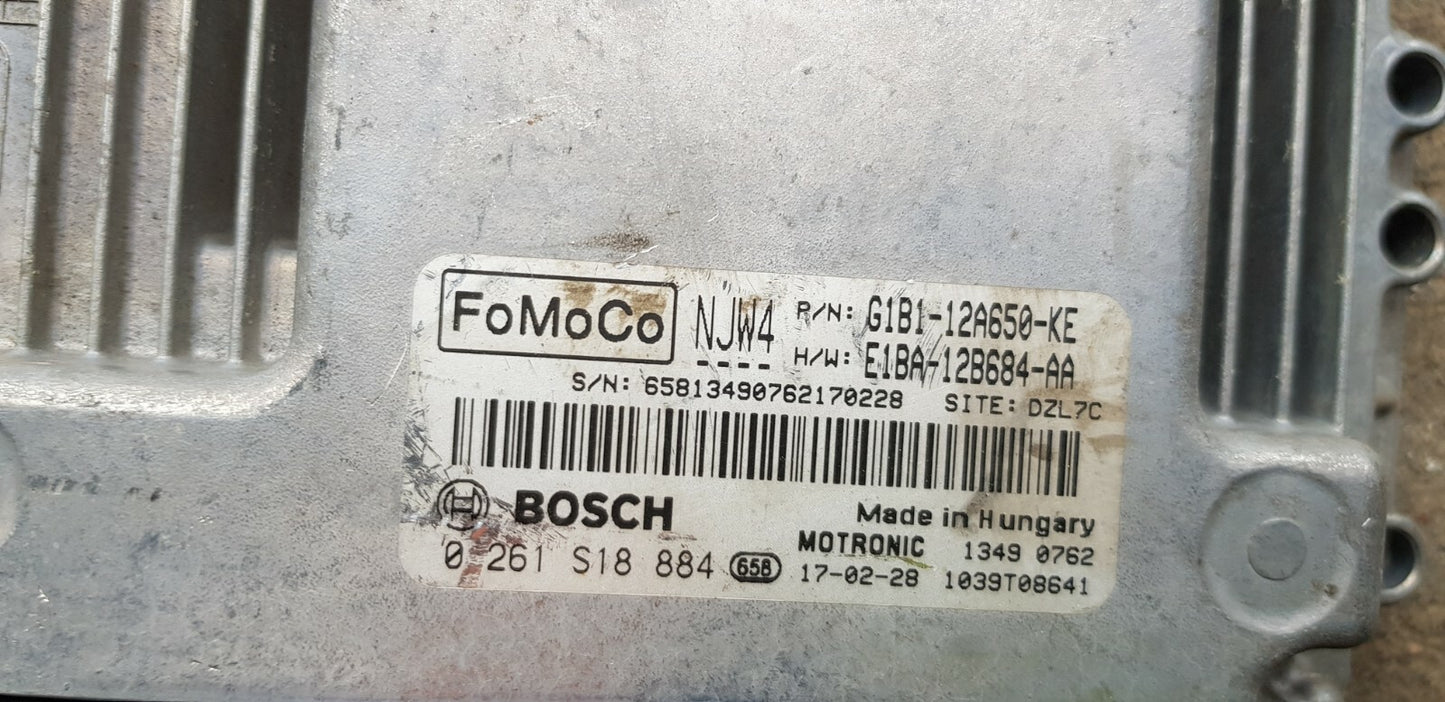 FoMoCo NJW4 P/N: G1B1-12A650-KE
H/W: E1BA-12B684-AA
S/N: 65813490762170228 SITE: DZL7C
BOSCH Made in Hungary
MOTRONIC 1349 0762
0 261 S18 884 658 17-02-28 1039T08641